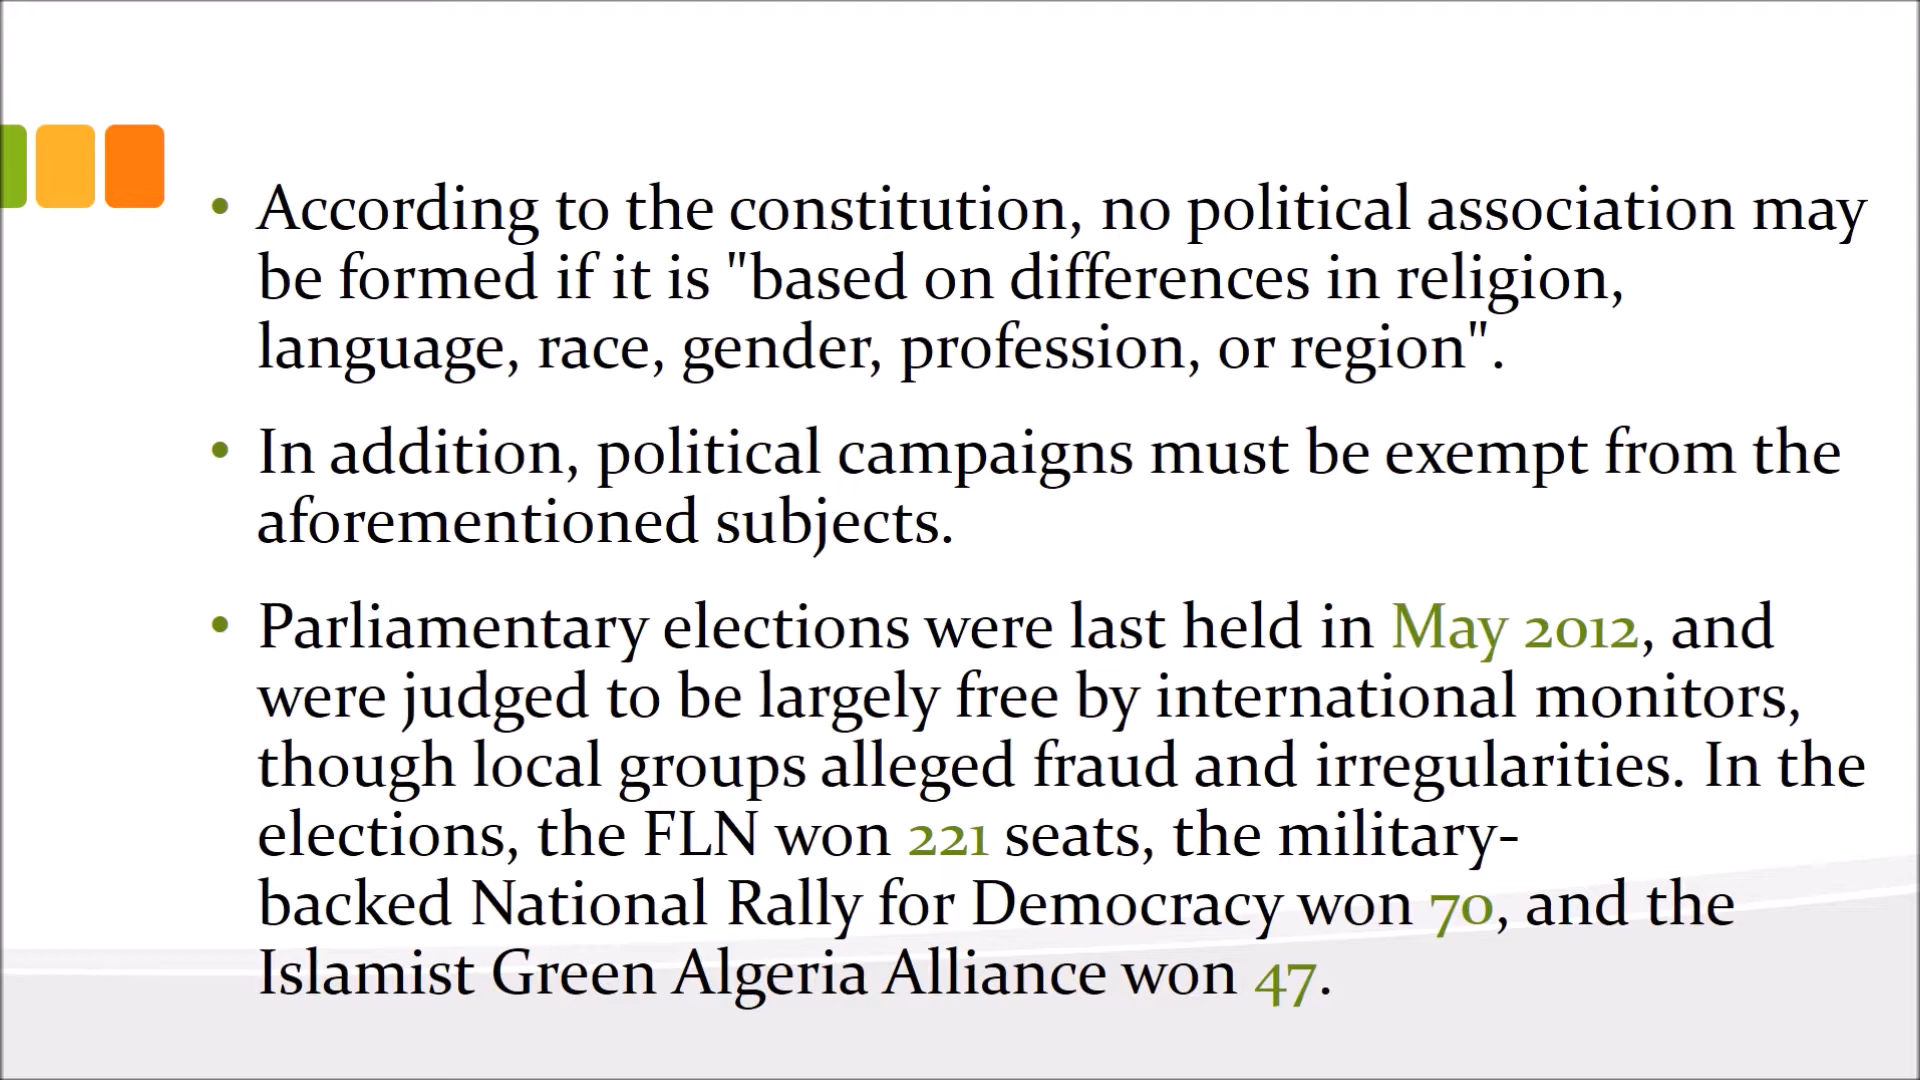 • According to the constitution, no political association may
be formed if it is "based on differences in religion,
language, race, gender, profession, or region".
• In addition, political campaigns must be exempt from the
aforementioned subjects.
• Parliamentary elections were last held in May 2012, and
were judged to be largely free by international monitors,
though local groups alleged fraud and irregularities. In the
elections, the FLN won 221 seats, the military-
backed National Rally for Democracy won 70, and the
Islamist Green Algeria Alliance won 47.